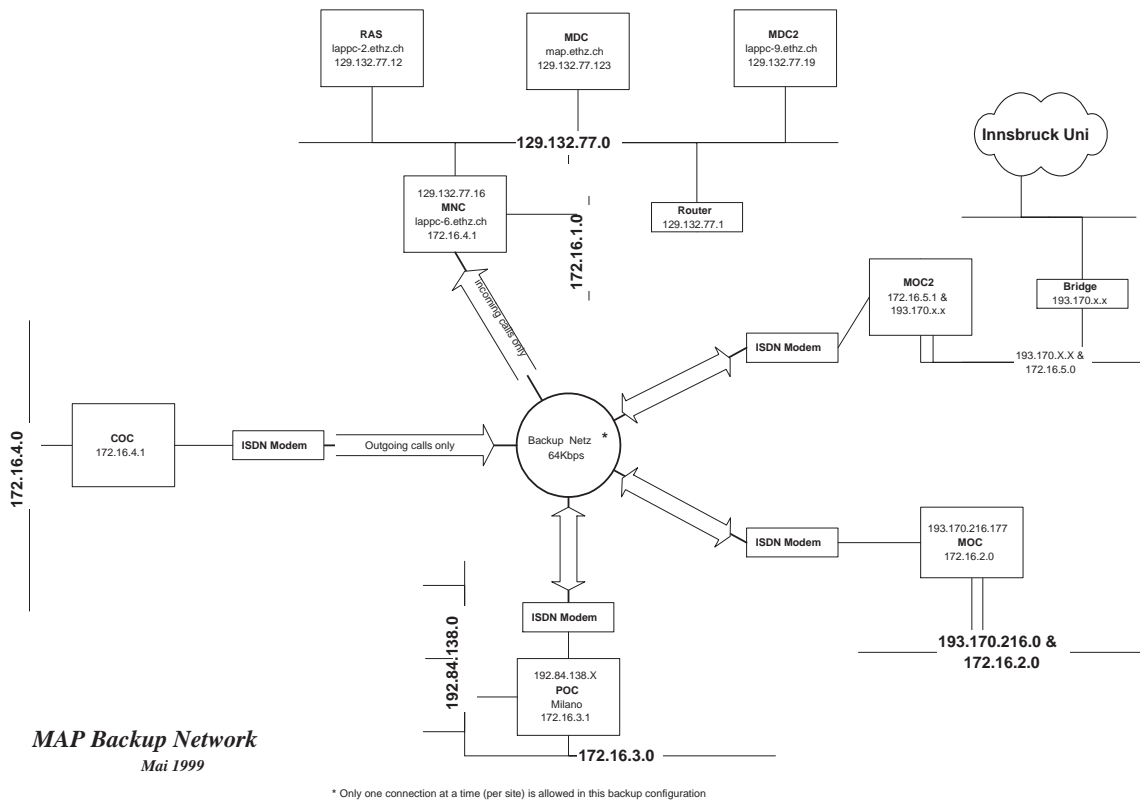 RAS
lappc-2.ethz.ch
129.132.77.12
MDC
map.ethz.ch
129.132.77.123
MDC2
lappc-9.ethz.ch
129.132.77.19
129.132.77.0
Innsbruck Uni
129.132.77.16
MNC
lappc-6.ethz.ch
172.16.4.1
172.16.1.0
Router
129.132.77.1
MOC2
172.16.5.1 &
193.170.x.x
Bridge
193.170.x.x
incoming calls only
ISDN Modem
193.170.X.X &
172.16.5.0
172.16.4.0
COC
172.16.4.1
ISDN Modem
Outgoing calls only
Backup Netz *
64Kbps
ISDN Modem
193.170.216.177
MOC
172.16.2.0
193.170.216.0 &
172.16.2.0
ISDN Modem
192.84.138.0
192.84.138.X
POC
Milano
172.16.3.1
172.16.3.0
MAP Backup Network
Mai 1999
* Only one connection at a time (per site) is allowed in this backup configuration